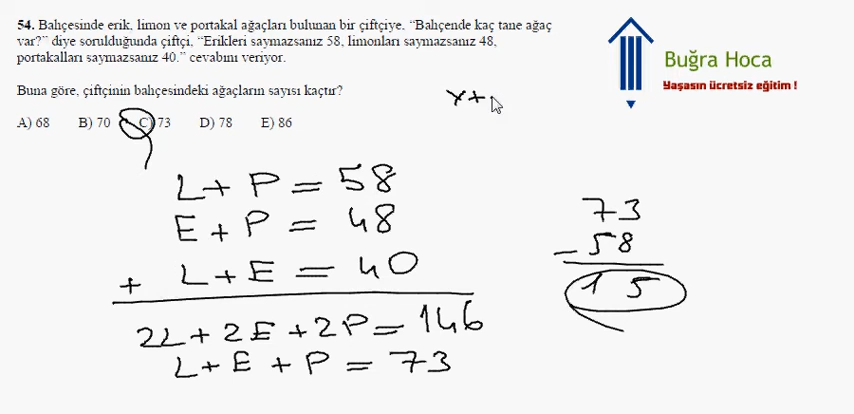 54. Bahçesinde erik, limon ve portakal ağaçları bulunan bir çiftçiye, “Bahçende kaç tane ağaç
var?” diye sorulduğunda çiftçi, “Erikleri saymazsanız 58, limonları saymazsanız 48,
portakalları saymazsanız 40.” cevabını veriyor.
Buna göre, çiftçinin bahçesindeki ağaçların sayısı kaçtır?
A) 68 B) 70 C) 73 D) 78 E) 86
Buğra Hoca
Yaşasın ücretsiz eğitim !
x+
L + P = 58
E + P = 48
+ L + E = 40
2L + 2E + 2P = 146
L + E + P = 73
73
- 58
15